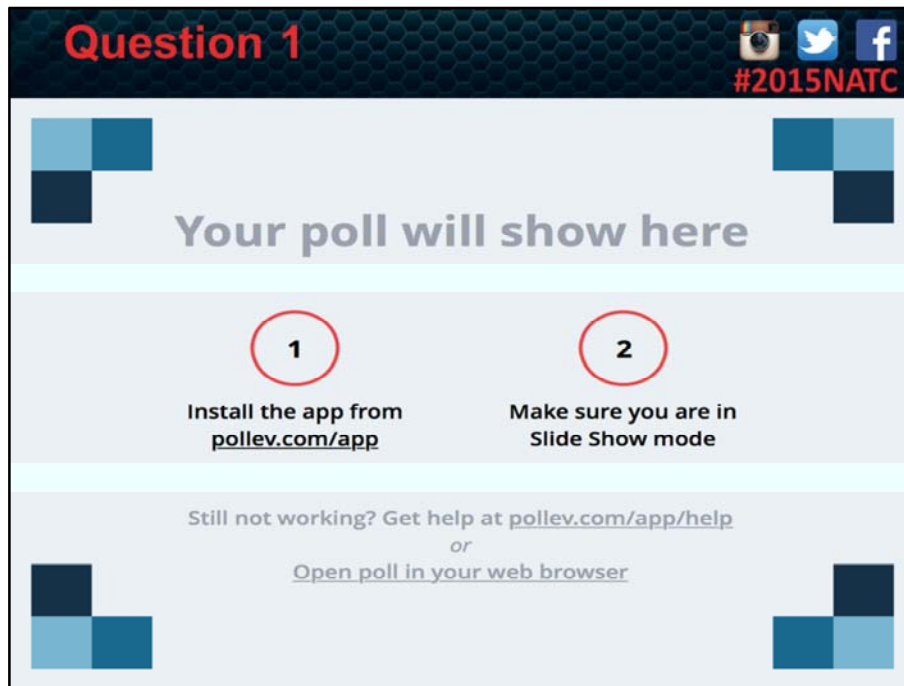 Question 1
#2015NATC
Your poll will show here
1
Install the app from
pollev.com/app
2
Make sure you are in
Slide Show mode
Still not working? Get help at pollev.com/app/help
or
Open poll in your web browser